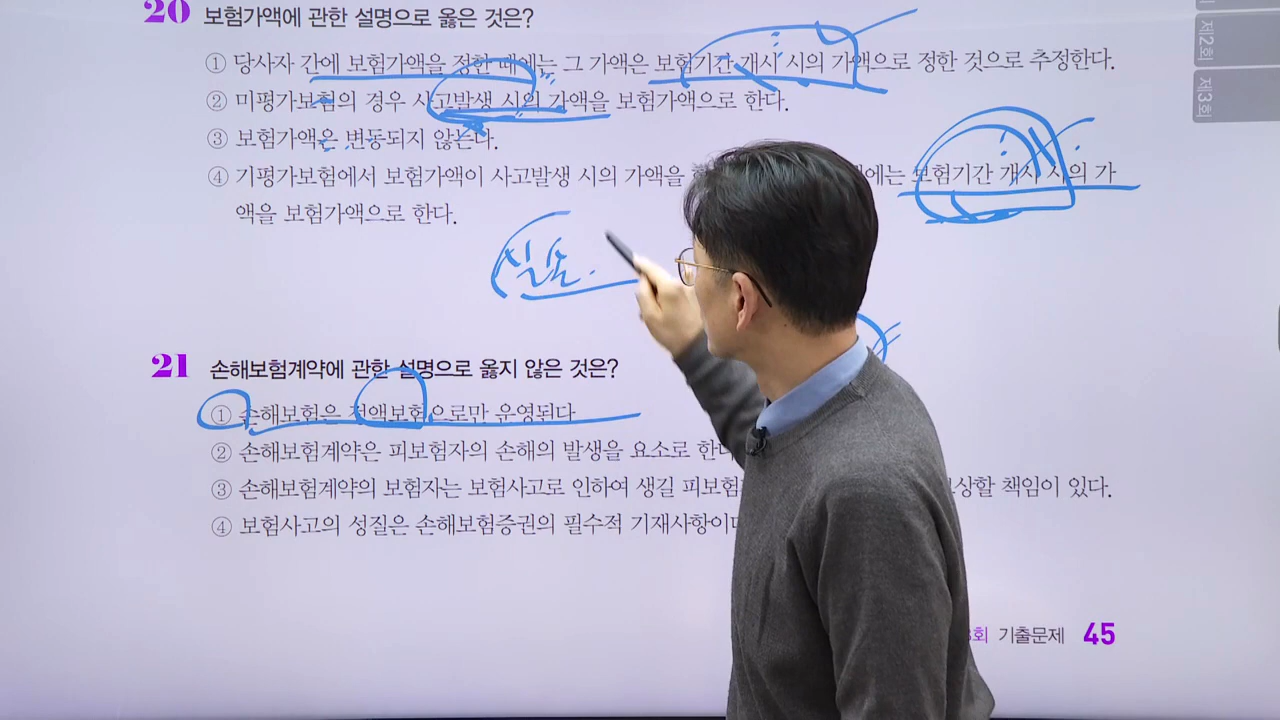 20 보험가액에 관한 설명으로 옳은 것은?
① 당사자 간에 보험가액을 정한 때에는 그 가액은 보험기간 개시 시의 가액으로 정한 것으로 추정한다.
② 미평가보험의 경우 사고발생 시의 가액을 보험가액으로 한다.
③ 보험가액은 변동되지 않는다.
④ 기평가보험에서 보험가액이 사고발생 시의 가액을 에는 보험기간 개시 시의 가
액을 보험가액으로 한다.
실손.
21 손해보험계약에 관한 설명으로 옳지 않은 것은?
① 손해보험은 정액보험으로만 운영된다
② 손해보험계약은 피보험자의 손해의 발생을 요소로 한다
③ 손해보험계약의 보험자는 보험사고로 인하여 생길 피보험 상할 책임이 있다.
④ 보험사고의 성질은 손해보험증권의 필수적 기재사항이다
회 기출문제 45
제2회
제3회